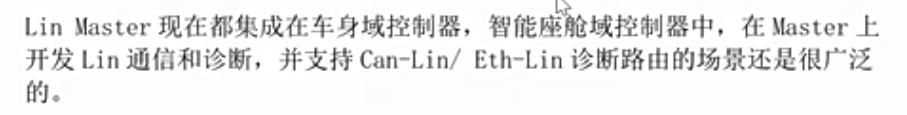 Lin Master 现在都集成在车身域控制器，智能座舱域控制器中，在 Master 上
开发 Lin 通信和诊断，并支持 Can-Lin/ Eth-Lin 诊断路由的场景还是很广泛
的。